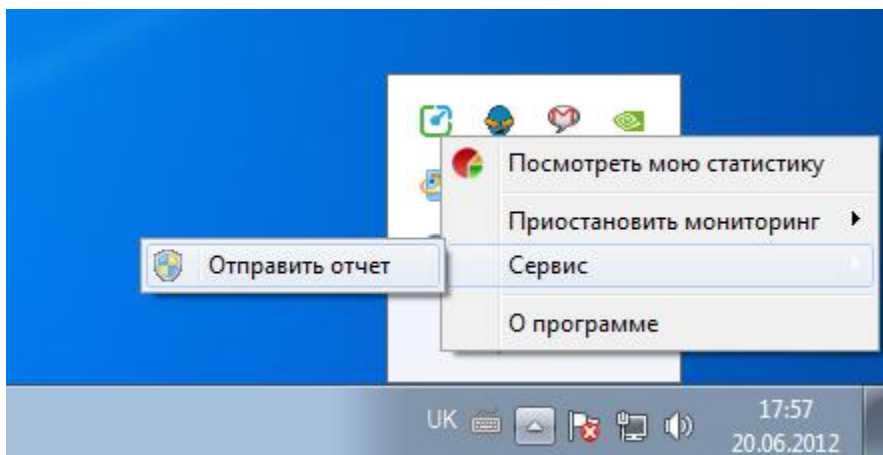 Посмотреть мою статистику
Приостановить мониторинг
Отправить отчет
Сервис
О программе
UK
17:57
20.06.2012